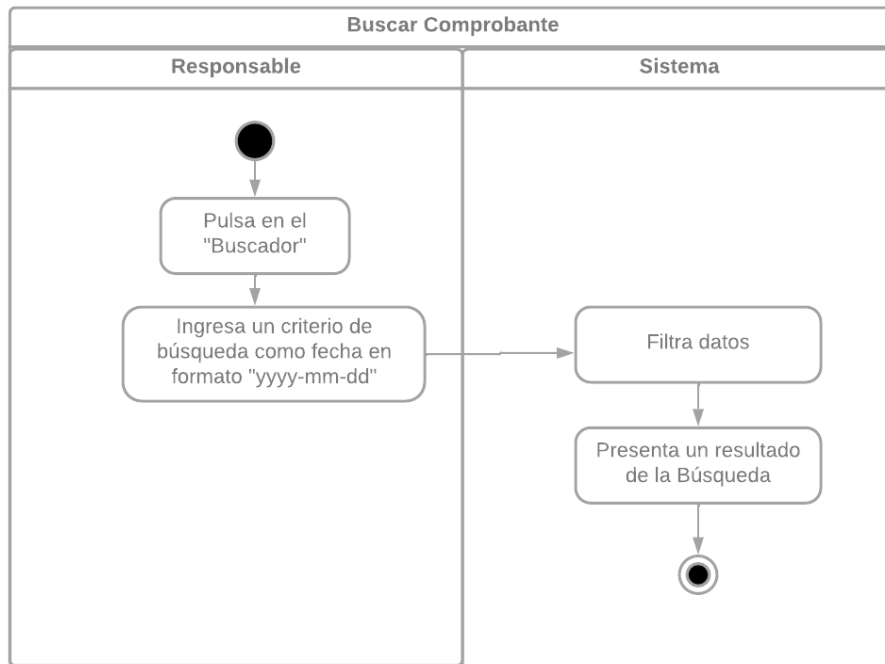 Buscar Comprobante
Responsable
Sistema
Pulsa en el
"Buscador"
Ingresa un criterio de
búsqueda como fecha en
formato "yyyy-mm-dd"
Filtra datos
Presenta un resultado
de la Búsqueda